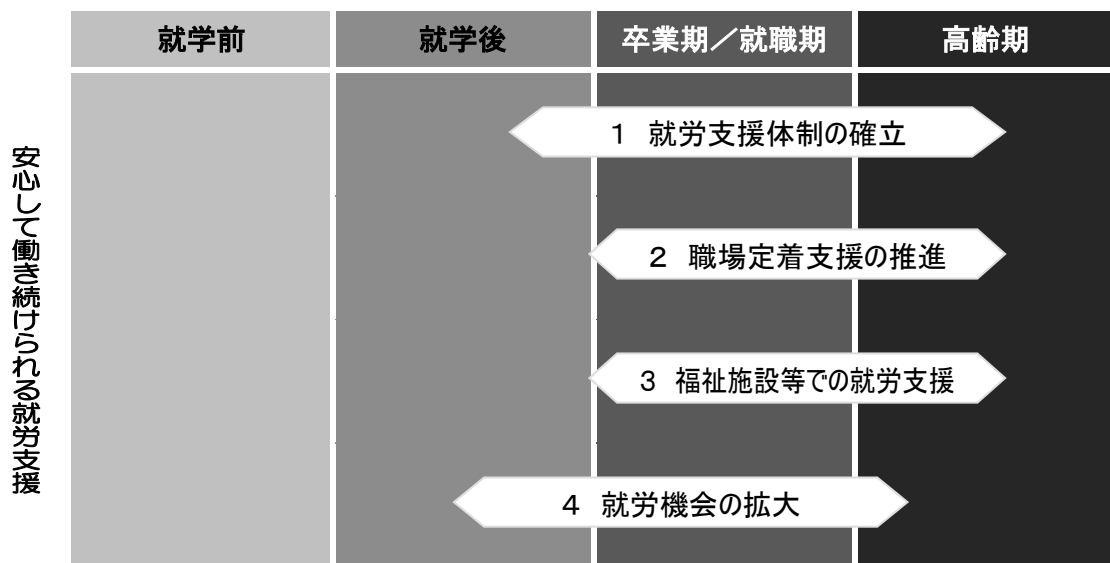 就学前
就学後
卒業期／就職期
高齢期
安心して働き続けられる就労支援
1 就労支援体制の確立
2 職場定着支援の推進
3 福祉施設等での就労支援
4 就労機会の拡大